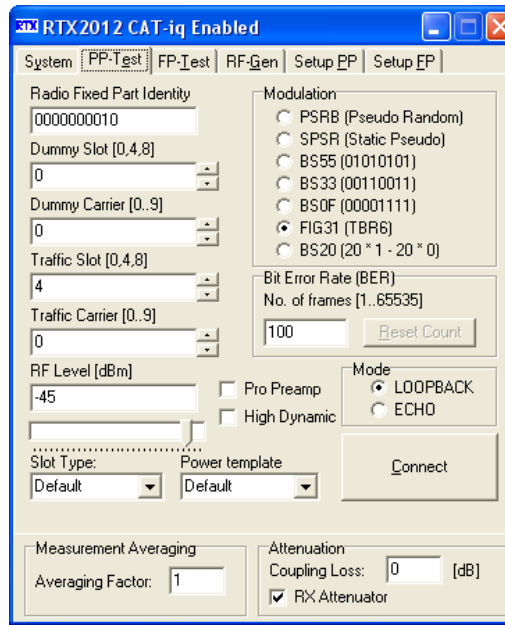 RTX RTX2012 CAT-iq Enabled
System PP-Test FP-Test RF-Gen Setup PP Setup FP
Radio Fixed Part Identity
0000000010
Dummy Slot [0,4,8]
0
Dummy Carrier [0..9]
0
Traffic Slot [0,4,8]
4
Traffic Carrier [0..9]
0
RF Level [dBm]
-45
Modulation
PSRB (Pseudo Random)
SPSR (Static Pseudo)
BS55 (01010101)
BS33 (00110011)
BS0F (00001111)
FIG31 (TBR6)
BS20 (20 * 1 - 20 * 0)
Bit Error Rate (BER)
No. of frames [1..65535]
100 Reset Count
Pro Preamp
High Dynamic
Mode
LOOPBACK
ECHO
Slot Type:
Default
Power template
Default
Connect
Measurement Averaging
Averaging Factor: 1
Attenuation
Coupling Loss: 0 [dB]
RX Attenuator